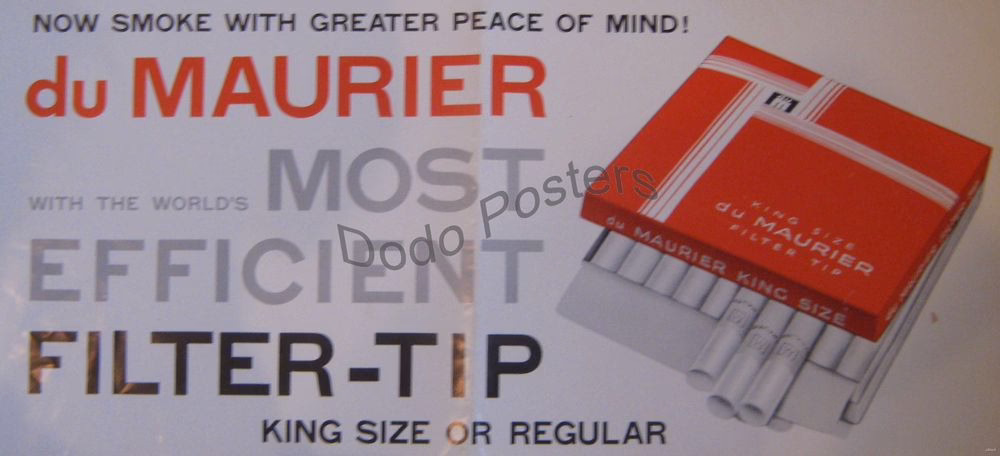 NOW SMOKE WITH GREATER PEACE OF MIND!
du MAURIER
WITH THE WORLD'S MOST
EFFICIENT
FILTER-TIP
KING SIZE OR REGULAR
KING SIZE
du MAURIER
FILTER TIP
du MAURIER KING SIZE
Dodo Posters